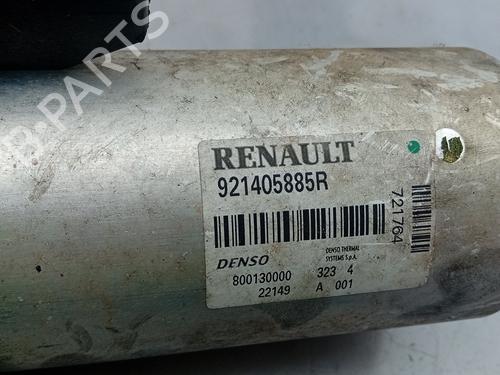 B-PARTS
RENAULT
921405885R
721764
DENSO
DENSO THERMAL
SYSTEMS S.p.A.
800130000 323 4
22149 A 001